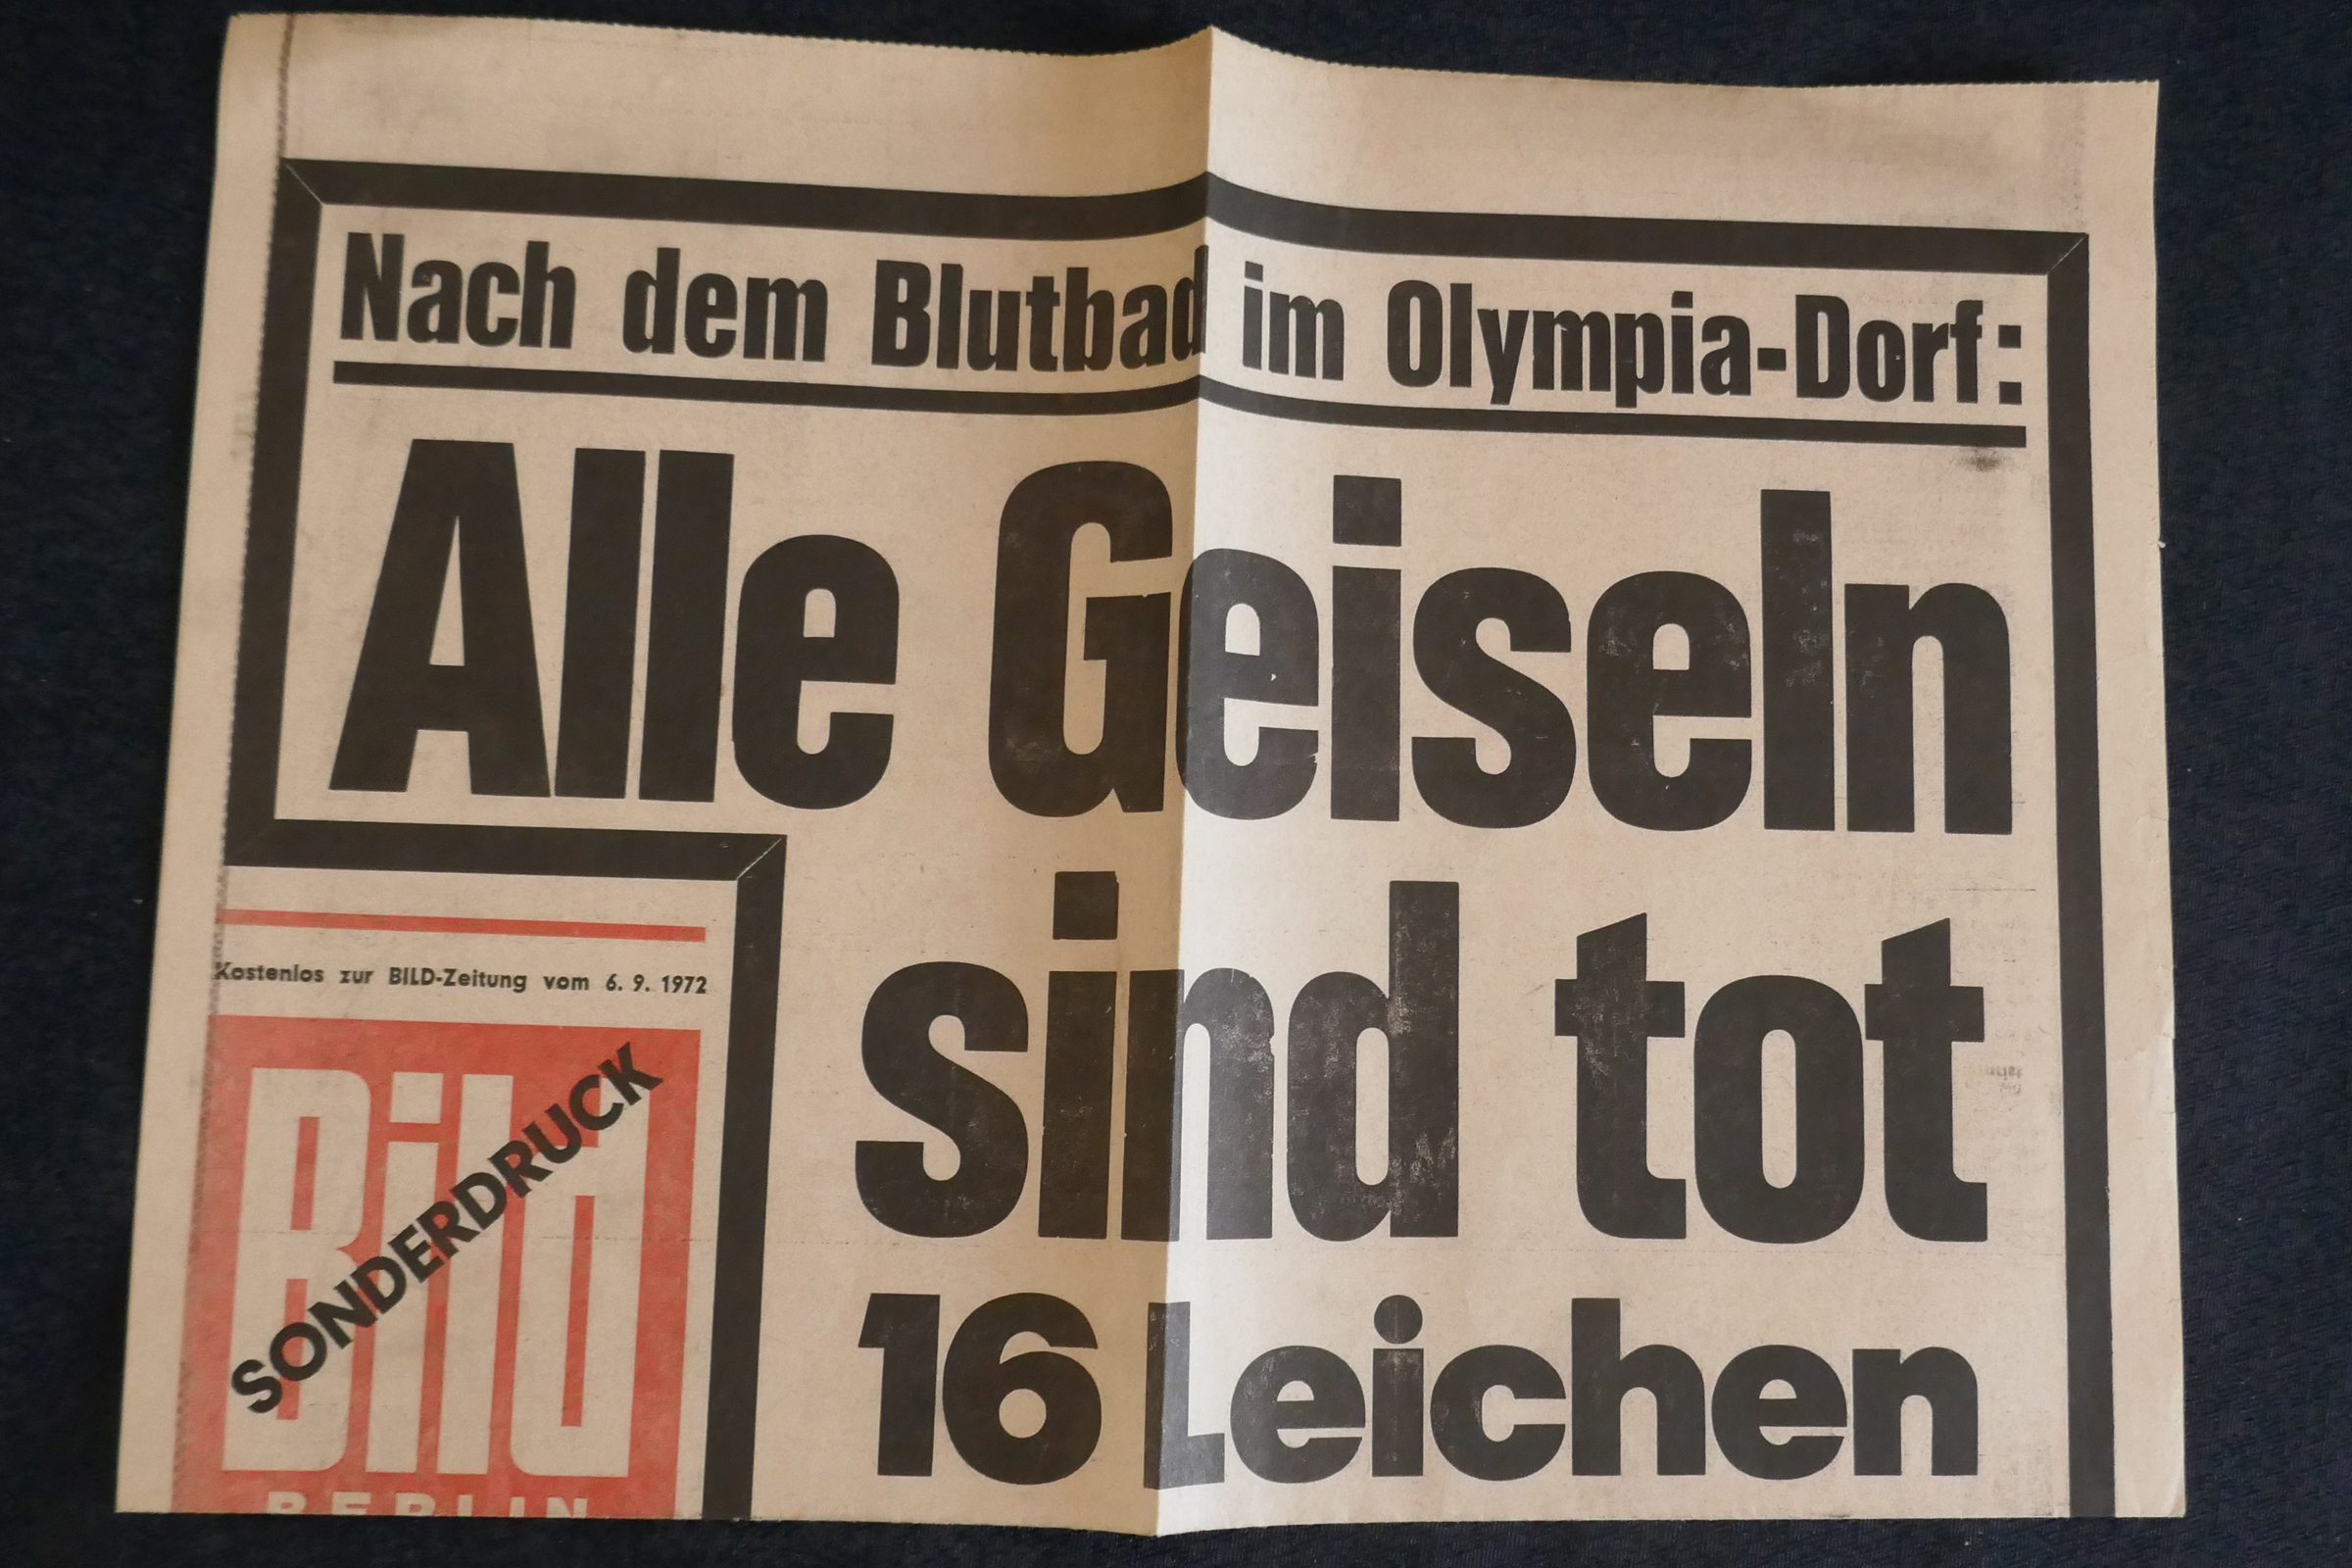 Nach dem Blutbad im Olympia-Dorf:
Alle Geiseln
sind tot
16 Leichen
Kostenlos zur BILD-Zeitung vom 6. 9. 1972
Bild
SONDERDRUCK
BERLIN